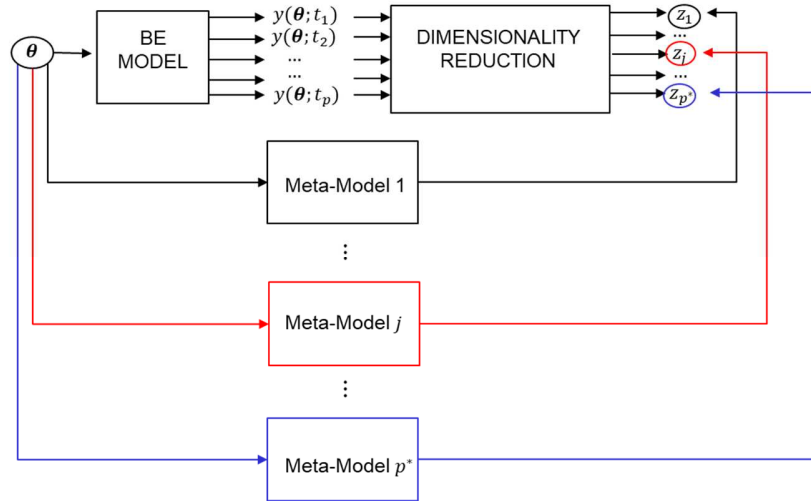 θ
BE
MODEL
y(θ; t₁)
y(θ; t₂)
...
...
y(θ; tₚ)
DIMENSIONALITY
REDUCTION
z₁
...
zⱼ
...
zₚ*
Meta-Model 1
⋮
Meta-Model j
⋮
Meta-Model p*